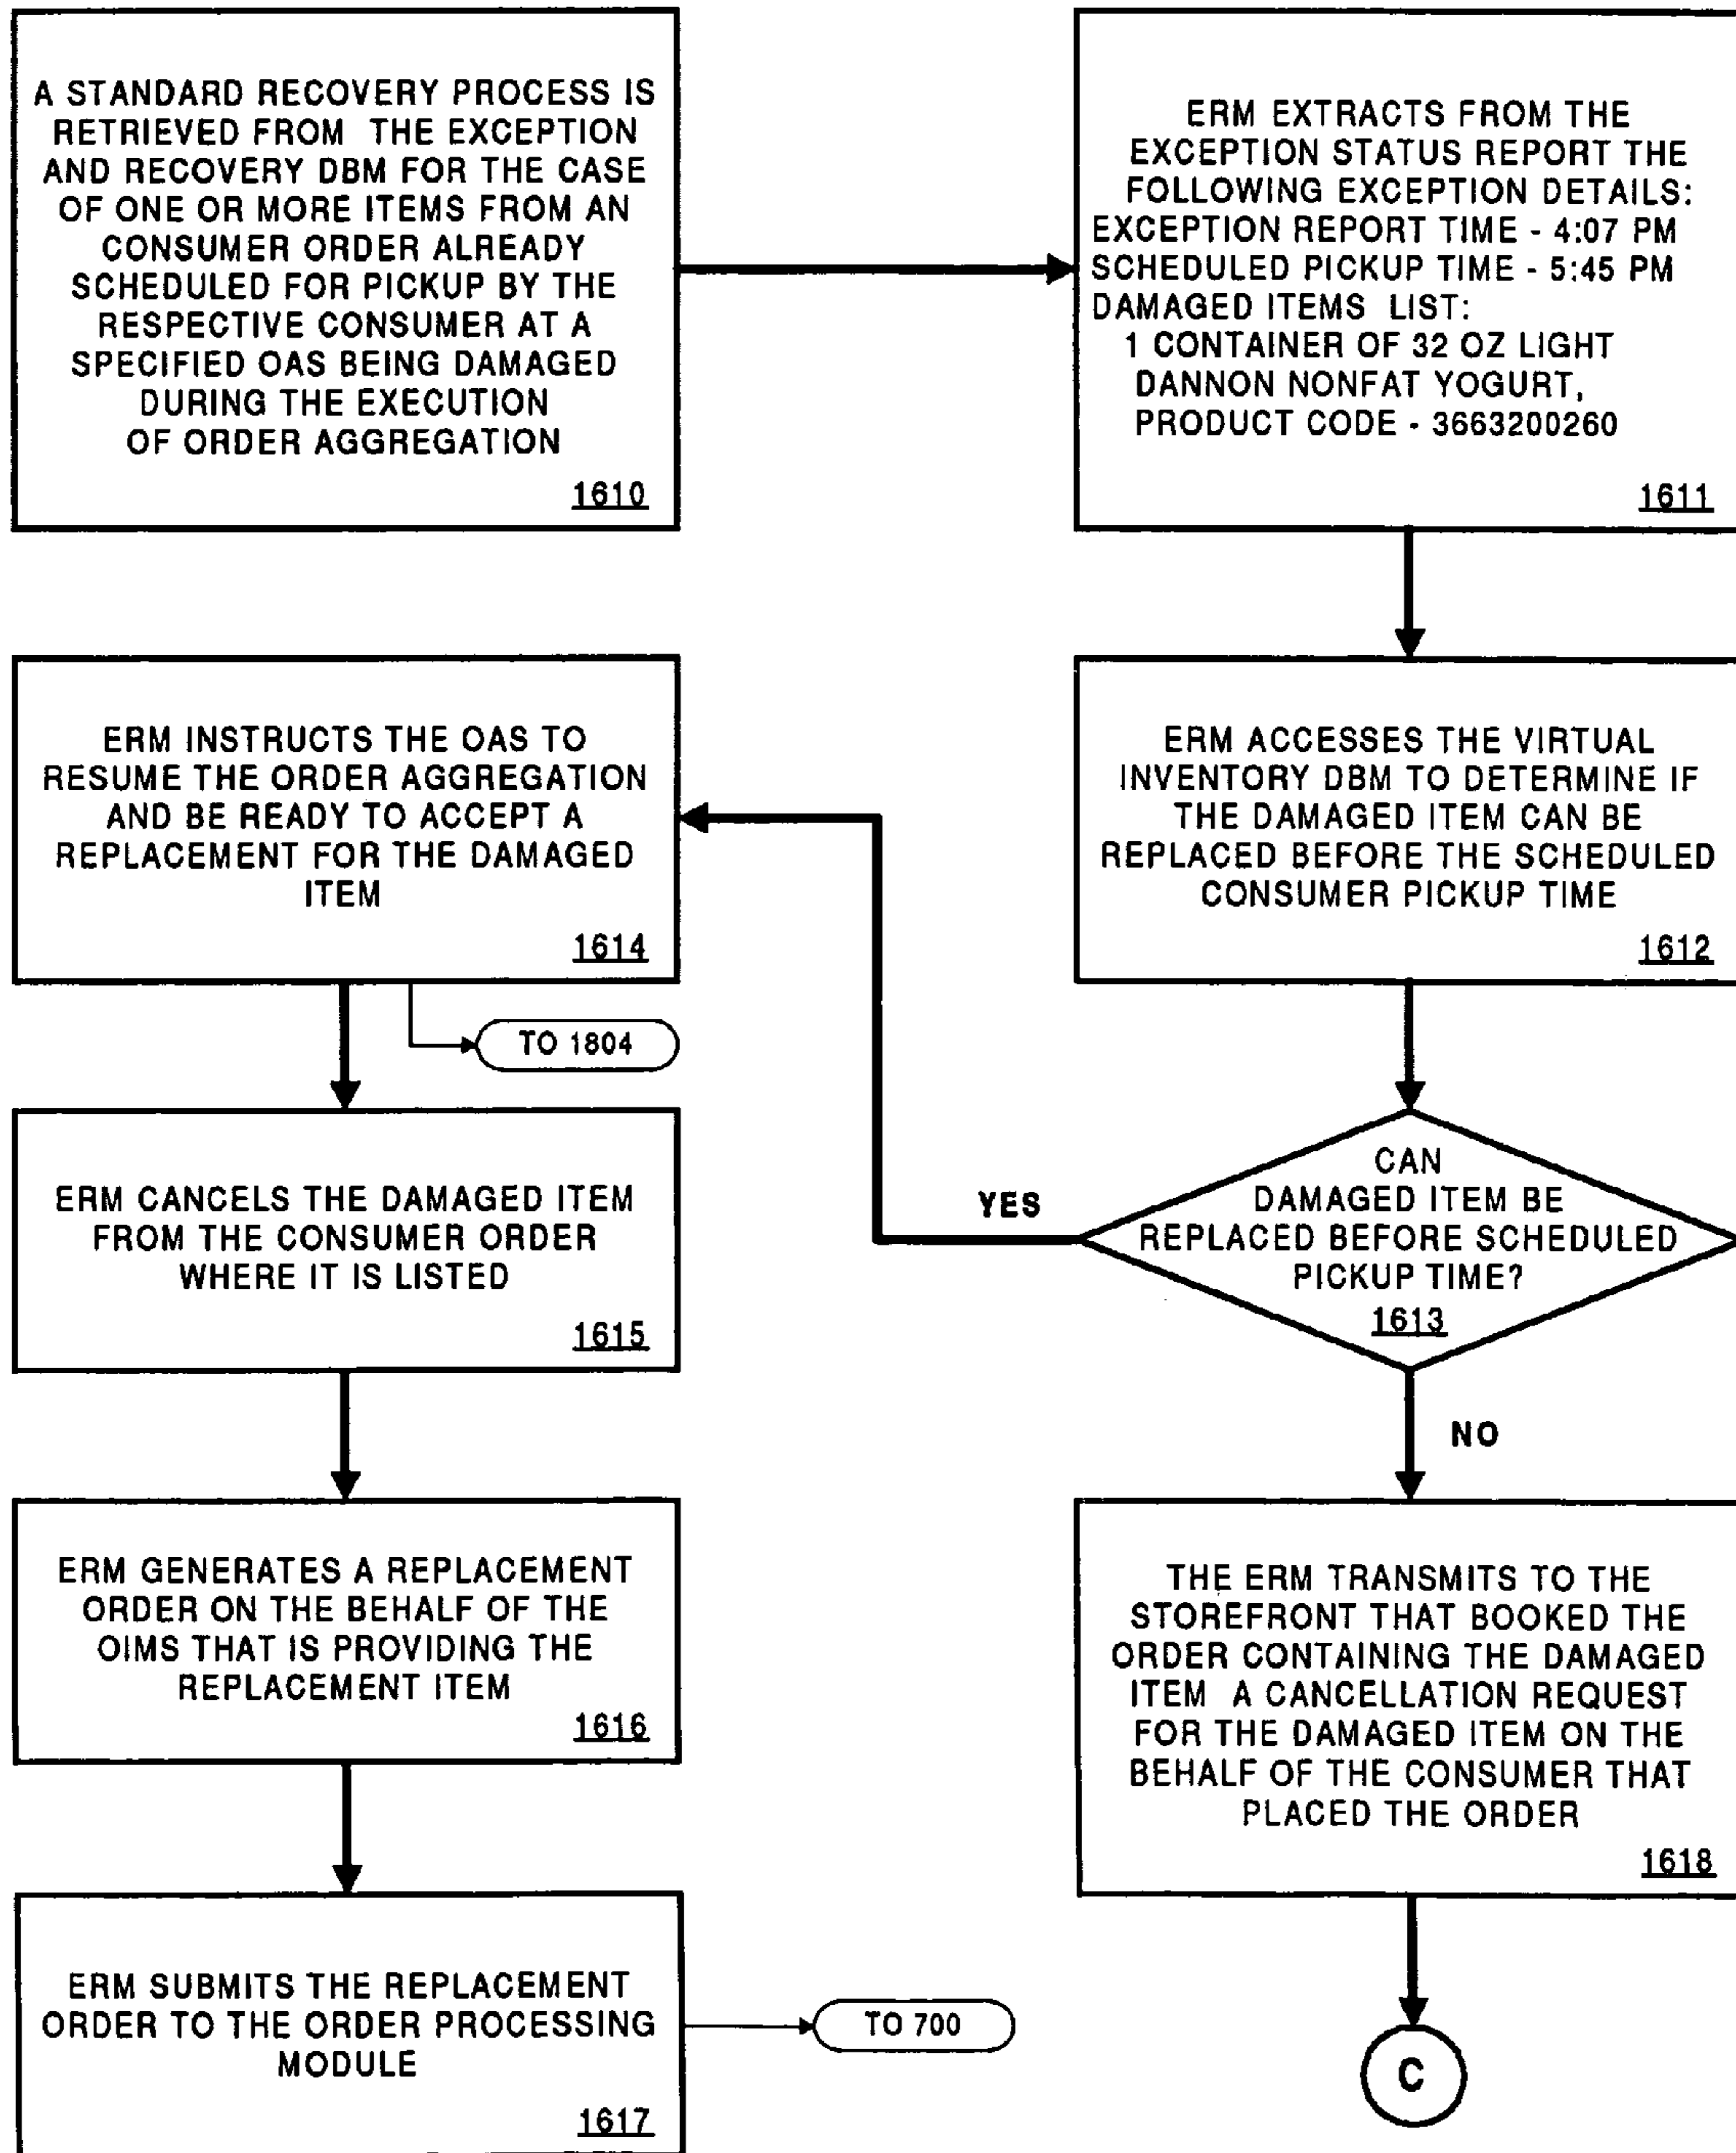 A STANDARD RECOVERY PROCESS IS
RETRIEVED FROM THE EXCEPTION
AND RECOVERY DBM FOR THE CASE
OF ONE OR MORE ITEMS FROM AN
CONSUMER ORDER ALREADY
SCHEDULED FOR PICKUP BY THE
RESPECTIVE CONSUMER AT A
SPECIFIED OAS BEING DAMAGED
DURING THE EXECUTION
OF ORDER AGGREGATION
1610
ERM EXTRACTS FROM THE
EXCEPTION STATUS REPORT THE
FOLLOWING EXCEPTION DETAILS:
EXCEPTION REPORT TIME - 4:07 PM
SCHEDULED PICKUP TIME - 5:45 PM
DAMAGED ITEMS LIST:
1 CONTAINER OF 32 OZ LIGHT
DANNON NONFAT YOGURT,
PRODUCT CODE - 3663200260
1611
ERM ACCESSES THE VIRTUAL
INVENTORY DBM TO DETERMINE IF
THE DAMAGED ITEM CAN BE
REPLACED BEFORE THE SCHEDULED
CONSUMER PICKUP TIME
1612
CAN
DAMAGED ITEM BE
REPLACED BEFORE SCHEDULED
PICKUP TIME?
1613
YES
NO
ERM INSTRUCTS THE OAS TO
RESUME THE ORDER AGGREGATION
AND BE READY TO ACCEPT A
REPLACEMENT FOR THE DAMAGED
ITEM
1614
TO 1804
ERM CANCELS THE DAMAGED ITEM
FROM THE CONSUMER ORDER
WHERE IT IS LISTED
1615
ERM GENERATES A REPLACEMENT
ORDER ON THE BEHALF OF THE
OIMS THAT IS PROVIDING THE
REPLACEMENT ITEM
1616
ERM SUBMITS THE REPLACEMENT
ORDER TO THE ORDER PROCESSING
MODULE
1617
TO 700
THE ERM TRANSMITS TO THE
STOREFRONT THAT BOOKED THE
ORDER CONTAINING THE DAMAGED
ITEM A CANCELLATION REQUEST
FOR THE DAMAGED ITEM ON THE
BEHALF OF THE CONSUMER THAT
PLACED THE ORDER
1618
C